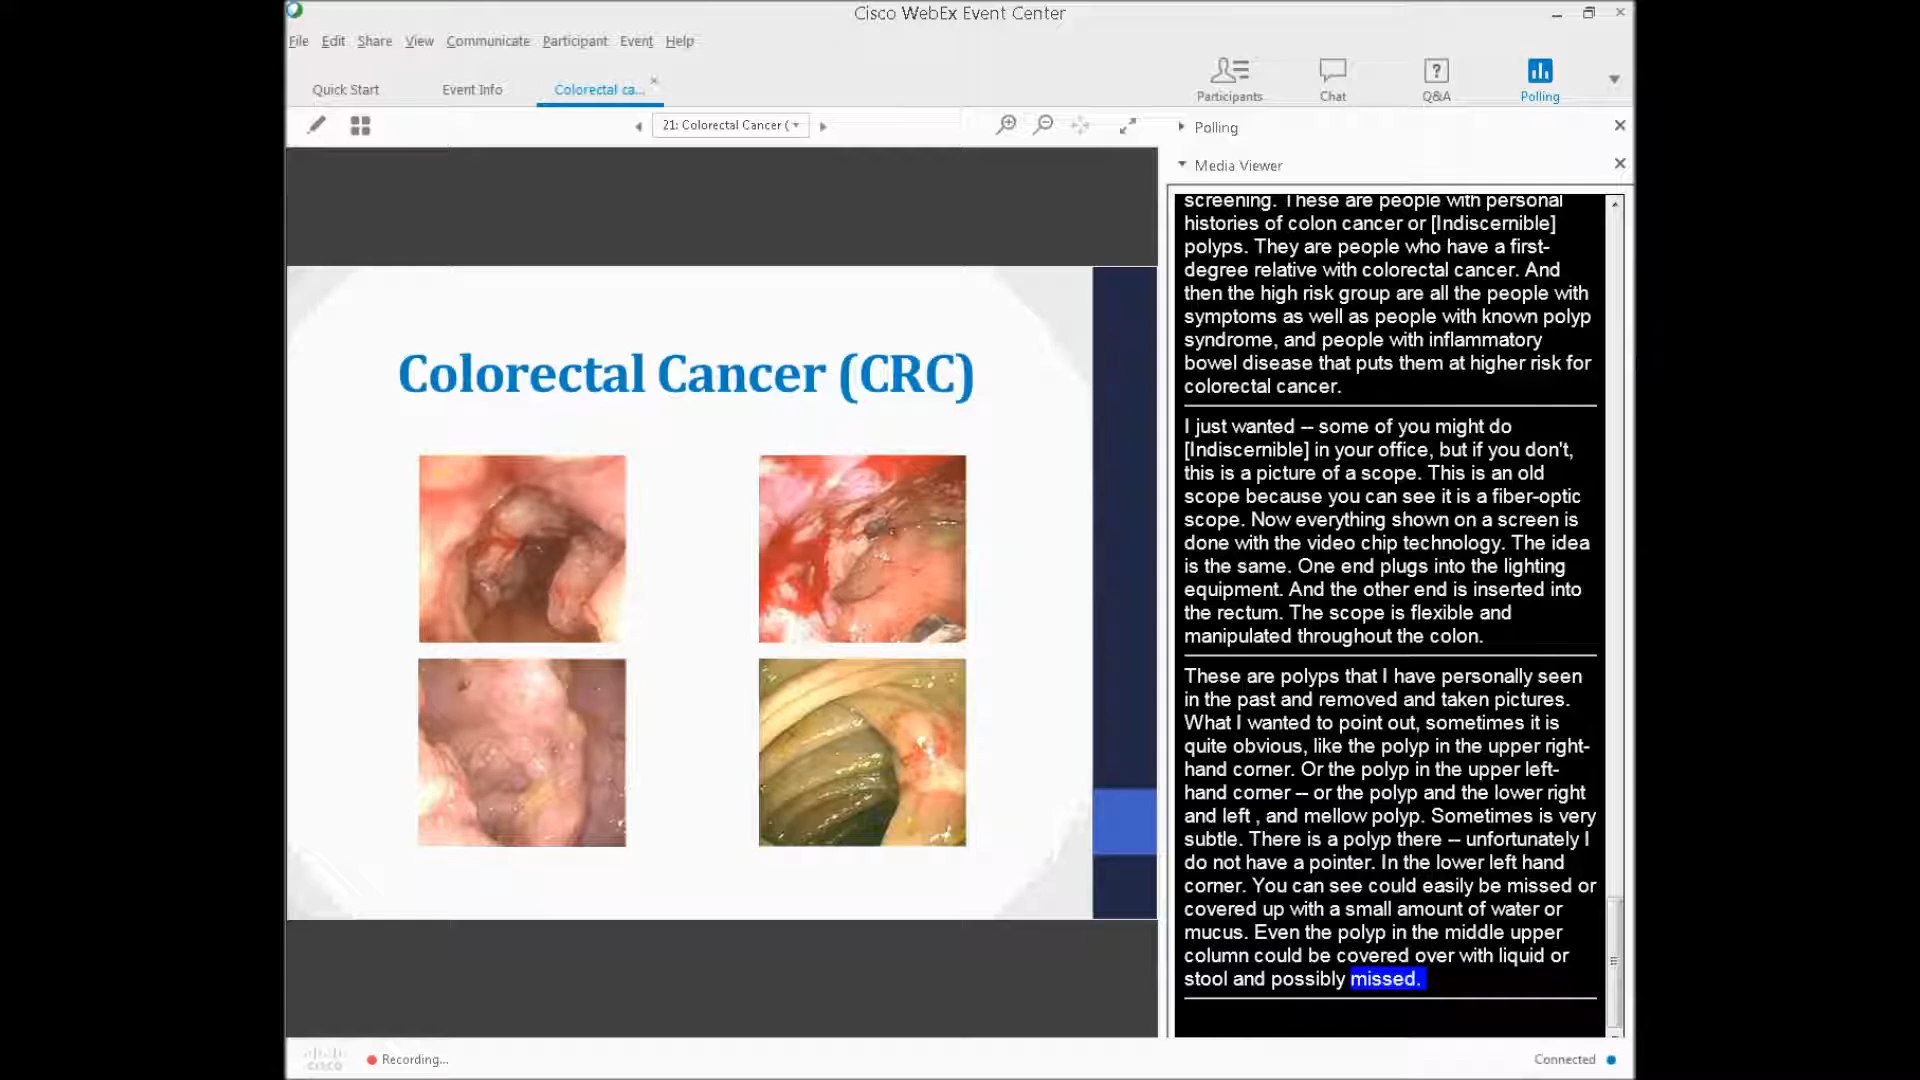 Cisco WebEx Event Center
File Edit Share View Communicate Participant Event Help
Quick Start Event Info Colorectal ca...
Participants Chat Q&A Polling
21: Colorectal Cancer (
Polling
Media Viewer
Colorectal Cancer (CRC)
screening. These are people with personal
histories of colon cancer or [Indiscernible]
polyps. They are people who have a first-
degree relative with colorectal cancer. And
then the high risk group are all the people with
symptoms as well as people with known polyp
syndrome, and people with inflammatory
bowel disease that puts them at higher risk for
colorectal cancer.
I just wanted -- some of you might do
[Indiscernible] in your office, but if you don't,
this is a picture of a scope. This is an old
scope because you can see it is a fiber-optic
scope. Now everything shown on a screen is
done with the video chip technology. The idea
is the same. One end plugs into the lighting
equipment. And the other end is inserted into
the rectum. The scope is flexible and
manipulated throughout the colon.
These are polyps that I have personally seen
in the past and removed and taken pictures.
What I wanted to point out, sometimes it is
quite obvious, like the polyp in the upper right-
hand corner. Or the polyp in the upper left-
hand corner -- or the polyp and the lower right
and left , and mellow polyp. Sometimes is very
subtle. There is a polyp there -- unfortunately I
do not have a pointer. In the lower left hand
corner. You can see could easily be missed or
covered up with a small amount of water or
mucus. Even the polyp in the middle upper
column could be covered over with liquid or
stool and possibly missed.
cisco
Recording...
Connected